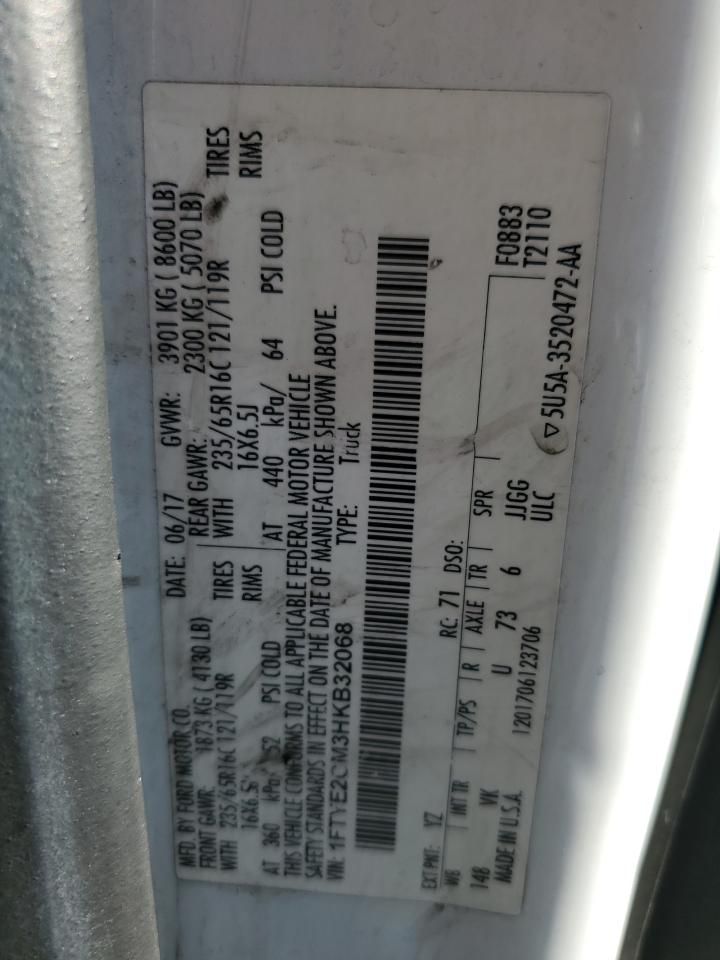 MFD. BY FORD MOTOR CO. DATE: 06/17 GVWR: 3901 KG ( 8600 LB)
FRONT GAWR: 1873 KG ( 4130 LB) REAR GAWR: 2300 KG ( 5070 LB)
WITH 235/65R16C 121/119R TIRES WITH 235/65R16C 121/119R TIRES
16X6.5J RIMS 16X6.5J RIMS
AT 360 kPa/ 52 PSI COLD AT 440 kPa/ 64 PSI COLD
THIS VEHICLE CONFORMS TO ALL APPLICABLE FEDERAL MOTOR VEHICLE
SAFETY STANDARDS IN EFFECT ON THE DATE OF MANUFACTURE SHOWN ABOVE.
VIN: 1FTYE2CM3HKB32068 TYPE: Truck
EXT PNT: YZ RC: 71 DSO: F0883
WB INT TR TP/PS R AXLE TR SPR T2110
148 VK U 73 6 JJGG
MADE IN U.S.A. 1201706123706 ULC
▽ 5U5A-3520472-AA